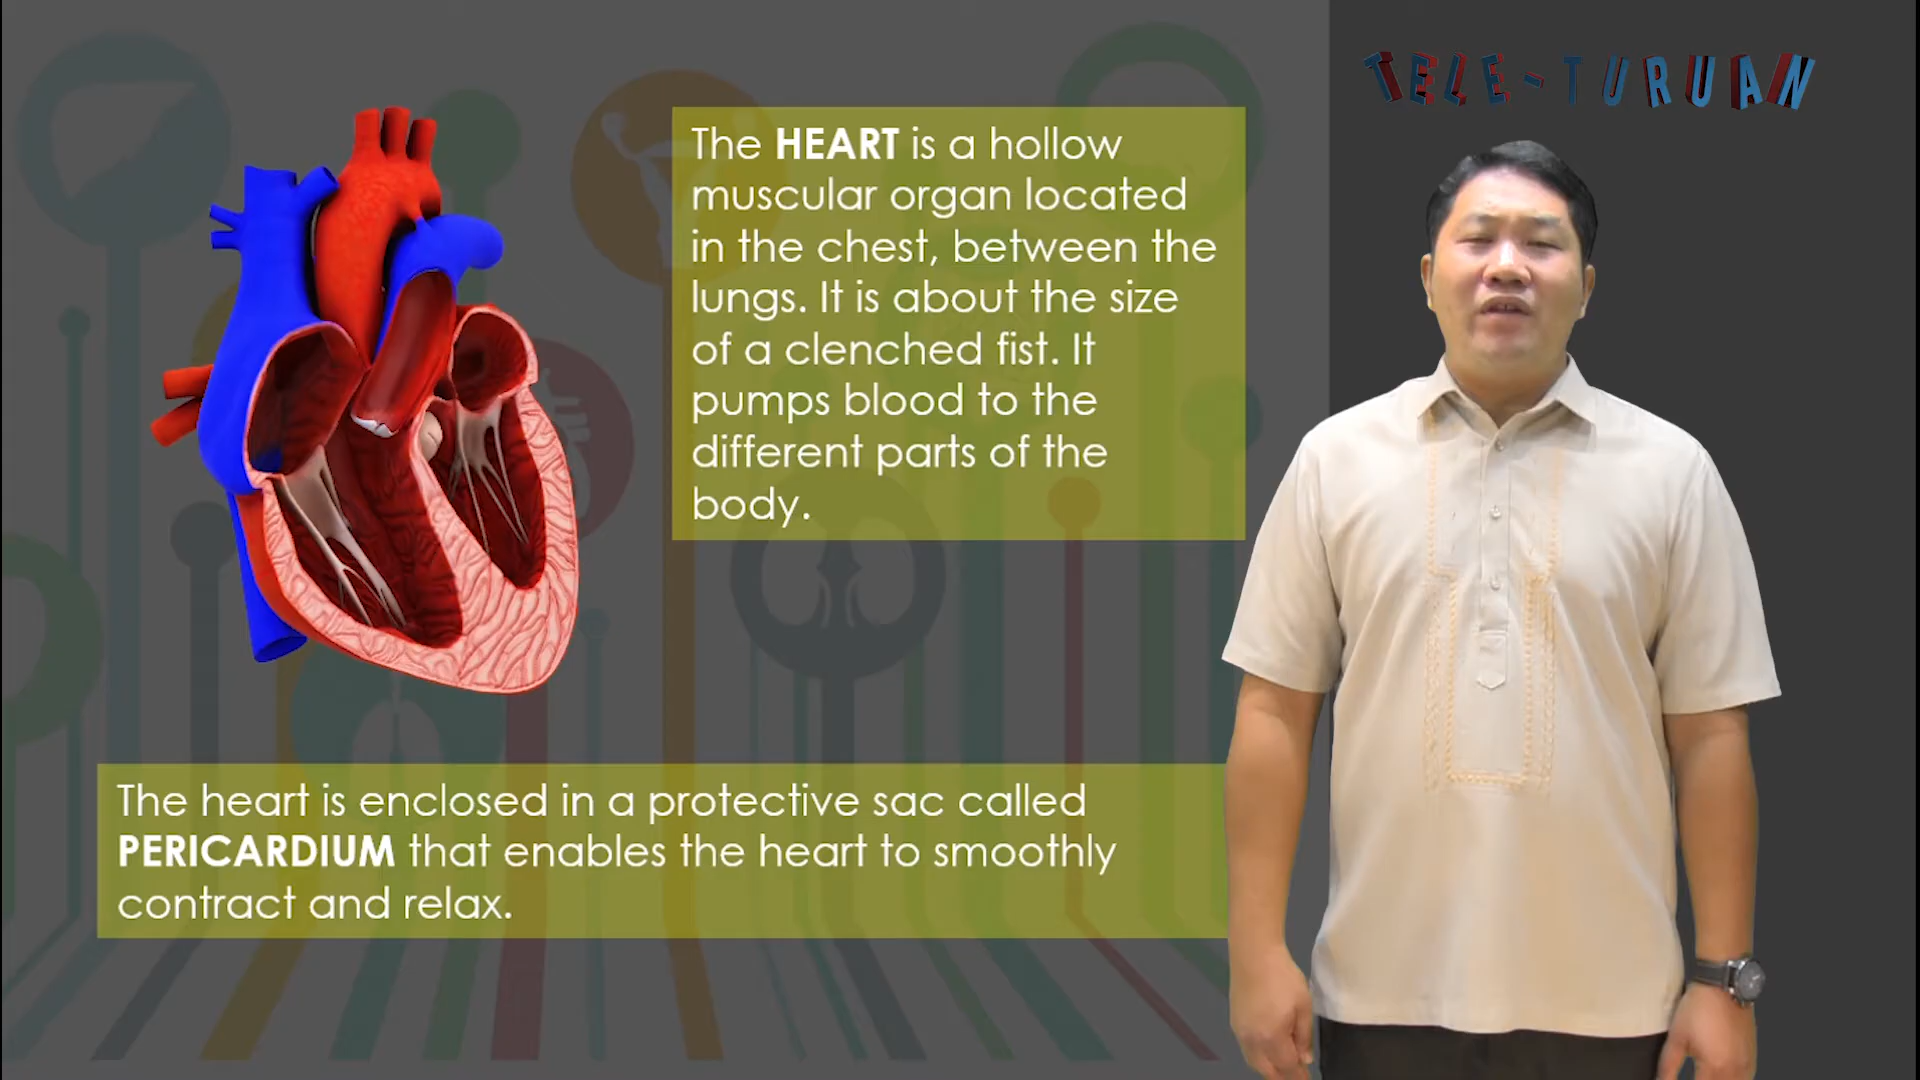 TELE-TURUAN
The HEART is a hollow
muscular organ located
in the chest, between the
lungs. It is about the size
of a clenched fist. It
pumps blood to the
different parts of the
body.
The heart is enclosed in a protective sac called
PERICARDIUM that enables the heart to smoothly
contract and relax.